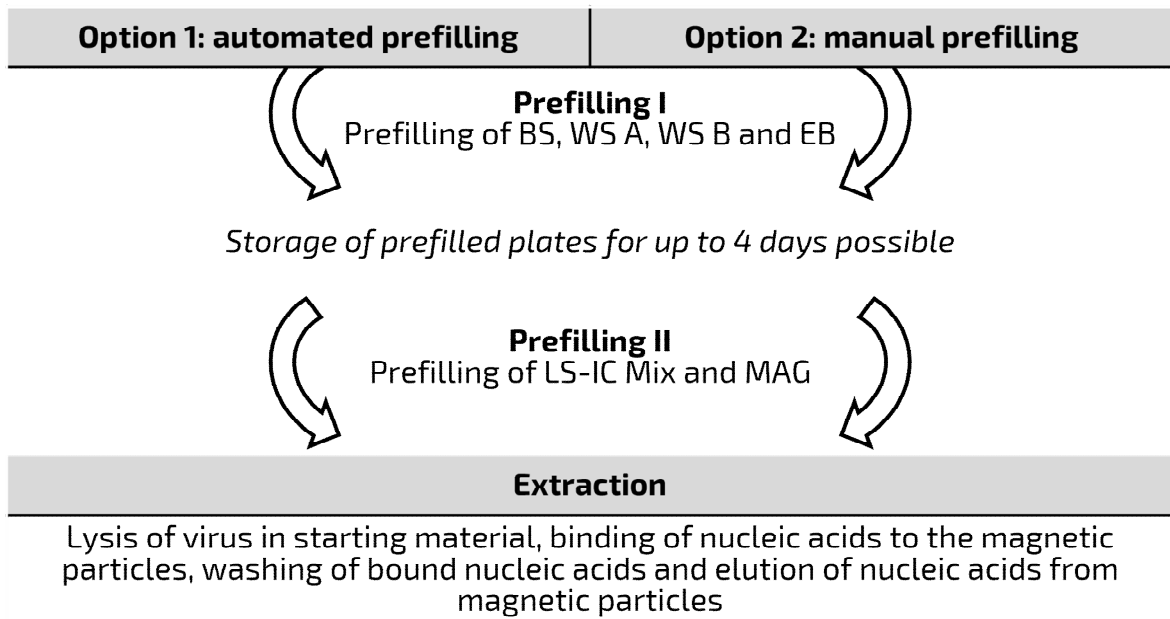 Option 1: automated prefilling
Option 2: manual prefilling
Prefilling I
Prefilling of BS, WS A, WS B and EB
Storage of prefilled plates for up to 4 days possible
Prefilling II
Prefilling of LS-IC Mix and MAG
Extraction
Lysis of virus in starting material, binding of nucleic acids to the magnetic
particles, washing of bound nucleic acids and elution of nucleic acids from
magnetic particles